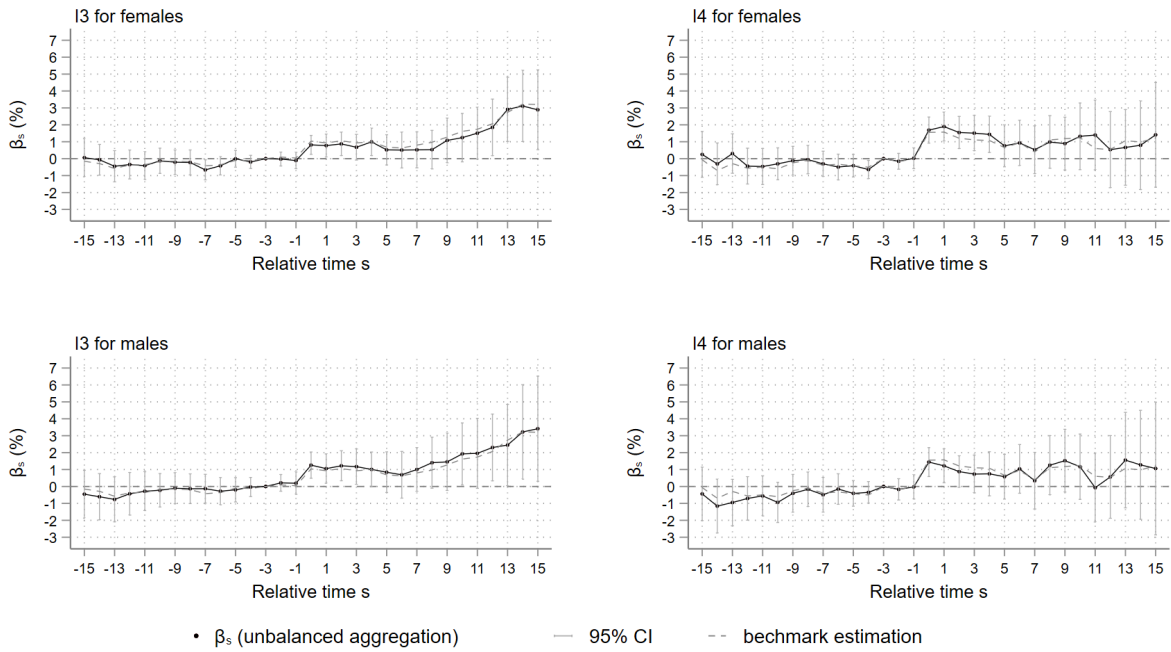 I3 for females
7
6
5
4
3
2
1
0
-1
-2
-3
βₛ (%)
-15 -13 -11 -9 -7 -5 -3 -1 1 3 5 7 9 11 13 15
Relative time s
I4 for females
7
6
5
4
3
2
1
0
-1
-2
-3
βₛ (%)
-15 -13 -11 -9 -7 -5 -3 -1 1 3 5 7 9 11 13 15
Relative time s
I3 for males
7
6
5
4
3
2
1
0
-1
-2
-3
βₛ (%)
-15 -13 -11 -9 -7 -5 -3 -1 1 3 5 7 9 11 13 15
Relative time s
I4 for males
7
6
5
4
3
2
1
0
-1
-2
-3
βₛ (%)
-15 -13 -11 -9 -7 -5 -3 -1 1 3 5 7 9 11 13 15
Relative time s
βₛ (unbalanced aggregation) 95% CI bechmark estimation